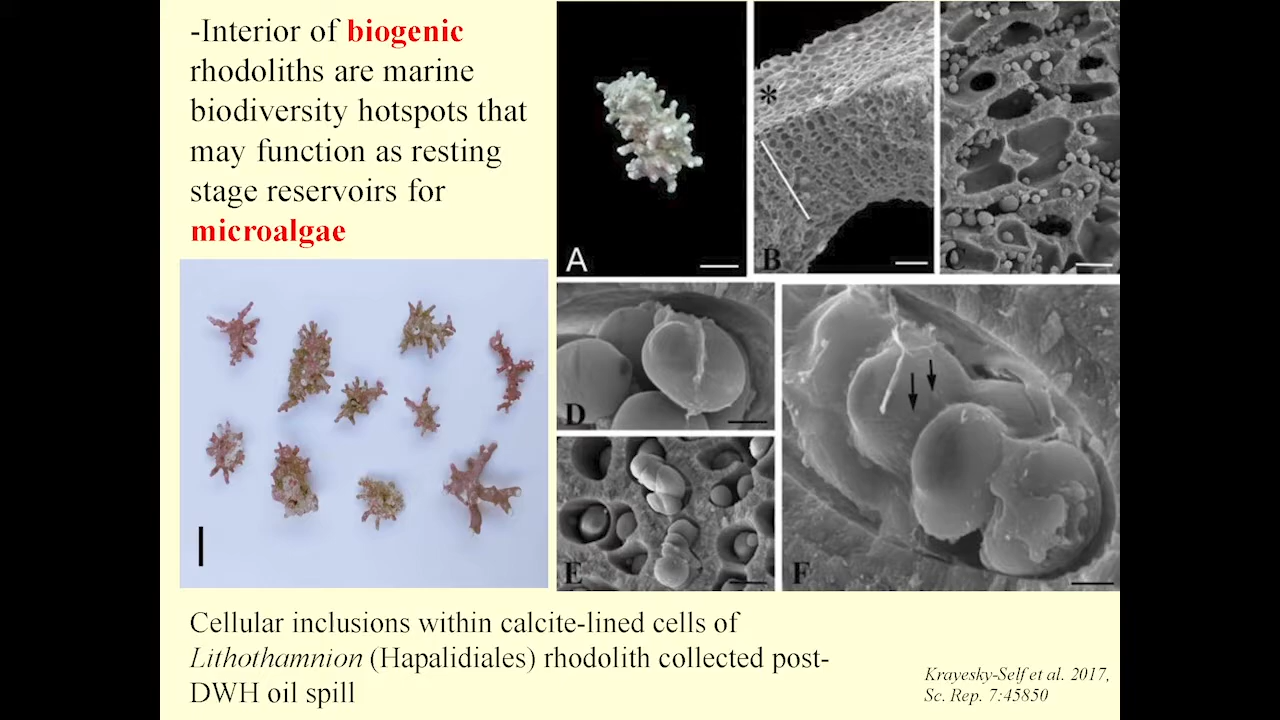 -Interior of biogenic
rhodoliths are marine
biodiversity hotspots that
may function as resting
stage reservoirs for
microalgae
A
B
*
C
D
E
F
Cellular inclusions within calcite-lined cells of
Lithothamnion (Hapalidiales) rhodolith collected post-
DWH oil spill
Krayesky-Self et al. 2017,
Sc. Rep. 7:45850